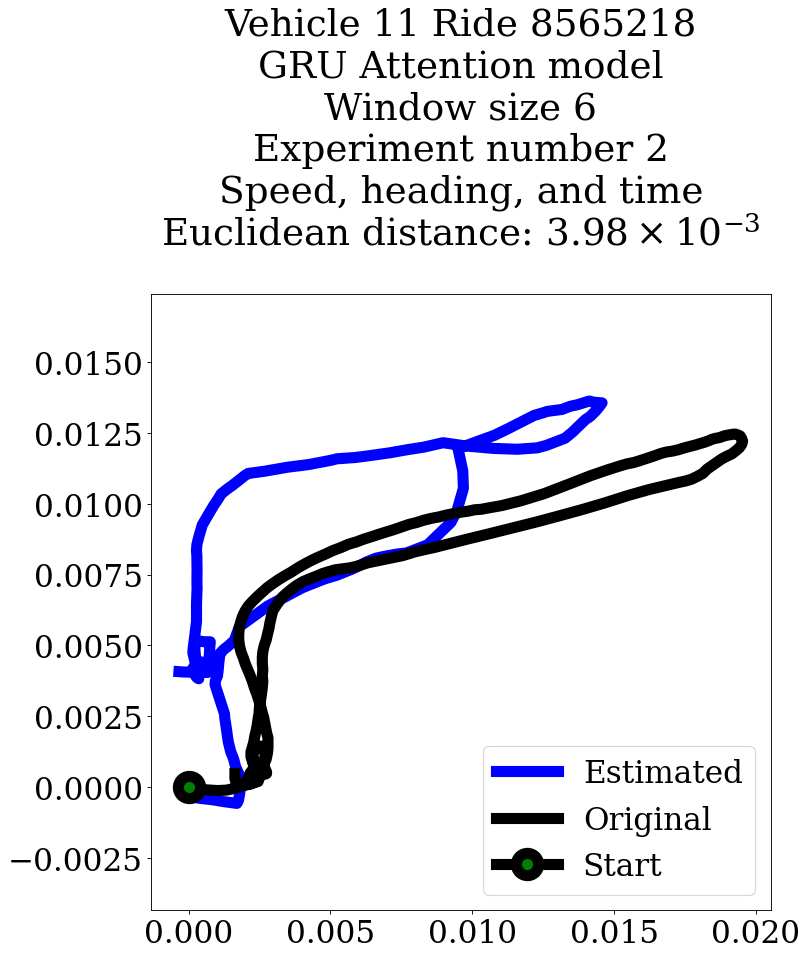 Vehicle 11 Ride 8565218
GRU Attention model
Window size 6
Experiment number 2
Speed, heading, and time
Euclidean distance: 3.98 × 10⁻³
0.0150
0.0125
0.0100
0.0075
0.0050
0.0025
0.0000
−0.0025
Estimated
Original
Start
0.000 0.005 0.010 0.015 0.020